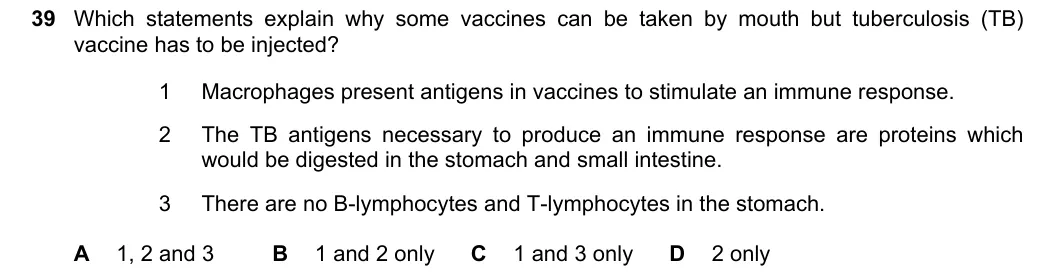 39 Which statements explain why some vaccines can be taken by mouth but tuberculosis (TB)
vaccine has to be injected?
1 Macrophages present antigens in vaccines to stimulate an immune response.
2 The TB antigens necessary to produce an immune response are proteins which
would be digested in the stomach and small intestine.
3 There are no B-lymphocytes and T-lymphocytes in the stomach.
A 1, 2 and 3 B 1 and 2 only C 1 and 3 only D 2 only